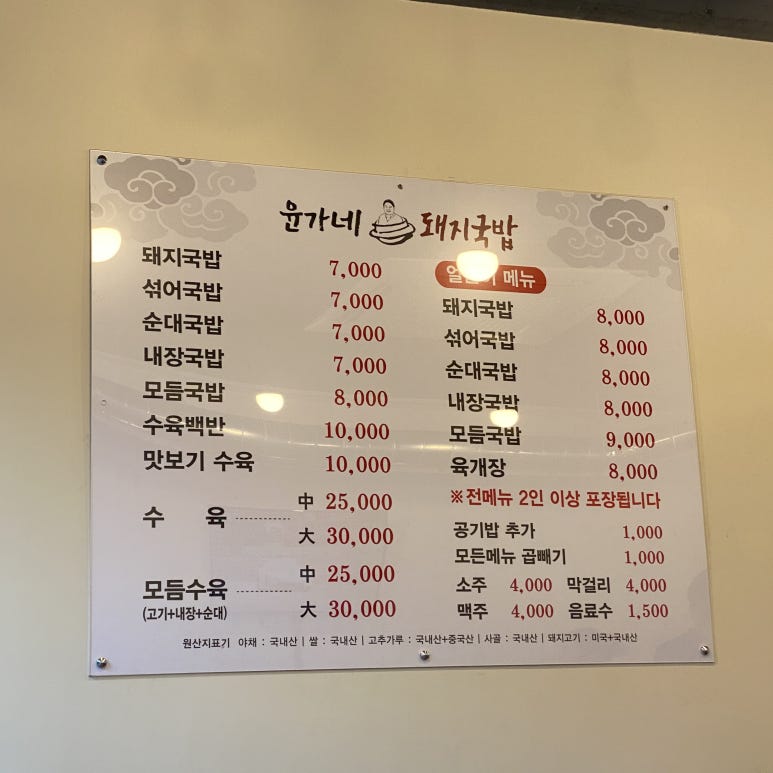 윤가네 돼지국밥
돼지국밥 7,000
섞어국밥 7,000
순대국밥 7,000
내장국밥 7,000
모듬국밥 8,000
수육백반 10,000
맛보기 수육 10,000
수 육 中 25,000
大 30,000
모듬수육 中 25,000
(고기+내장+순대) 大 30,000
메뉴
돼지국밥 8,000
섞어국밥 8,000
순대국밥 8,000
내장국밥 8,000
모듬국밥 9,000
육개장 8,000
※전메뉴 2인 이상 포장됩니다
공기밥 추가 1,000
모든메뉴 곱빼기 1,000
소주 4,000 막걸리 4,000
맥주 4,000 음료수 1,500
원산지표기 야채 : 국내산 | 쌀 : 국내산 | 고추가루 : 국내산+중국산 | 사골 : 국내산 | 돼지고기 : 미국+국내산